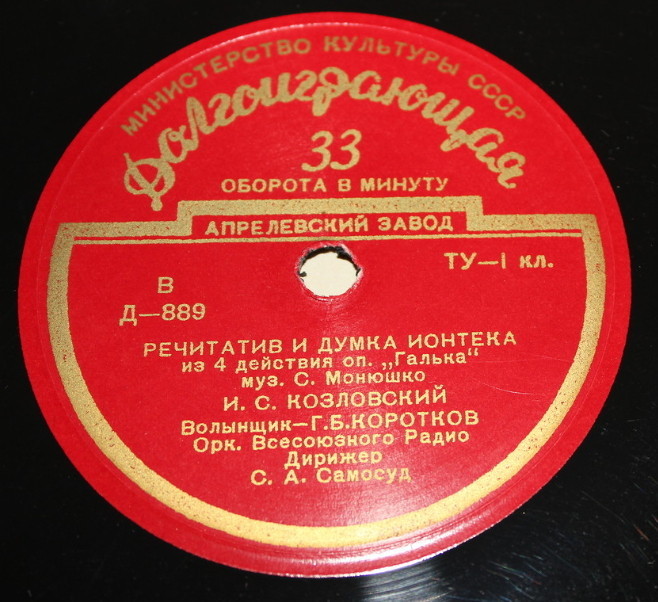 МИНИСТЕРСТВО КУЛЬТУРЫ СССР
Долгоиграющая
33
ОБОРОТА В МИНУТУ
АПРЕЛЕВСКИЙ ЗАВОД
В
Д—889
ТУ—I кл.
РЕЧИТАТИВ И ДУМКА ИОНТЕКА
из 4 действия оп. „Галька“
муз. С. Монюшко
И. С. КОЗЛОВСКИЙ
Волынщик—Г.Б.КОРОТКОВ
Орк. Всесоюзного Радио
Дирижер
С. А. Самосуд